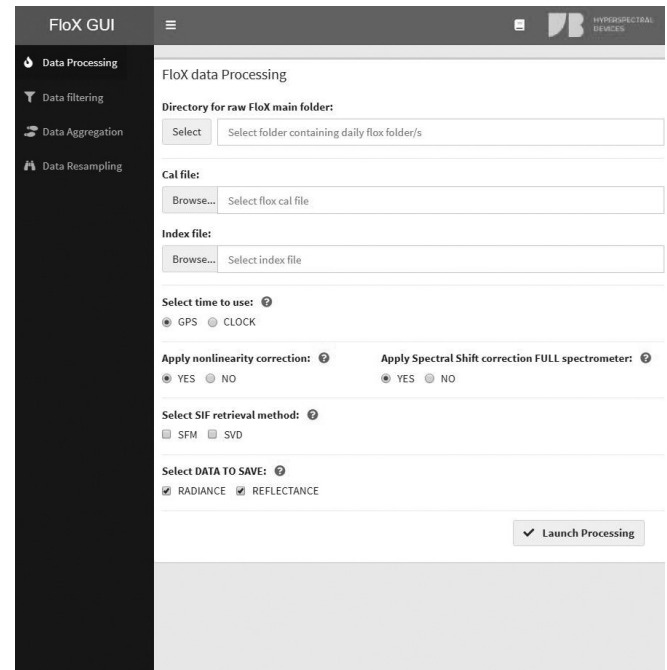 FloX GUI
HYPERSPECTRAL
DEVICES
Data Processing
Data filtering
Data Aggregation
Data Resampling
FloX data Processing
Directory for raw FloX main folder:
Select Select folder containing daily flox folder/s
Cal file:
Browse... Select flox cal file
Index file:
Browse... Select index file
Select time to use: ?
GPS CLOCK
Apply nonlinearity correction: ? Apply Spectral Shift correction FULL spectrometer: ?
YES NO YES NO
Select SIF retrieval method: ?
SFM SVD
Select DATA TO SAVE: ?
RADIANCE REFLECTANCE
Launch Processing